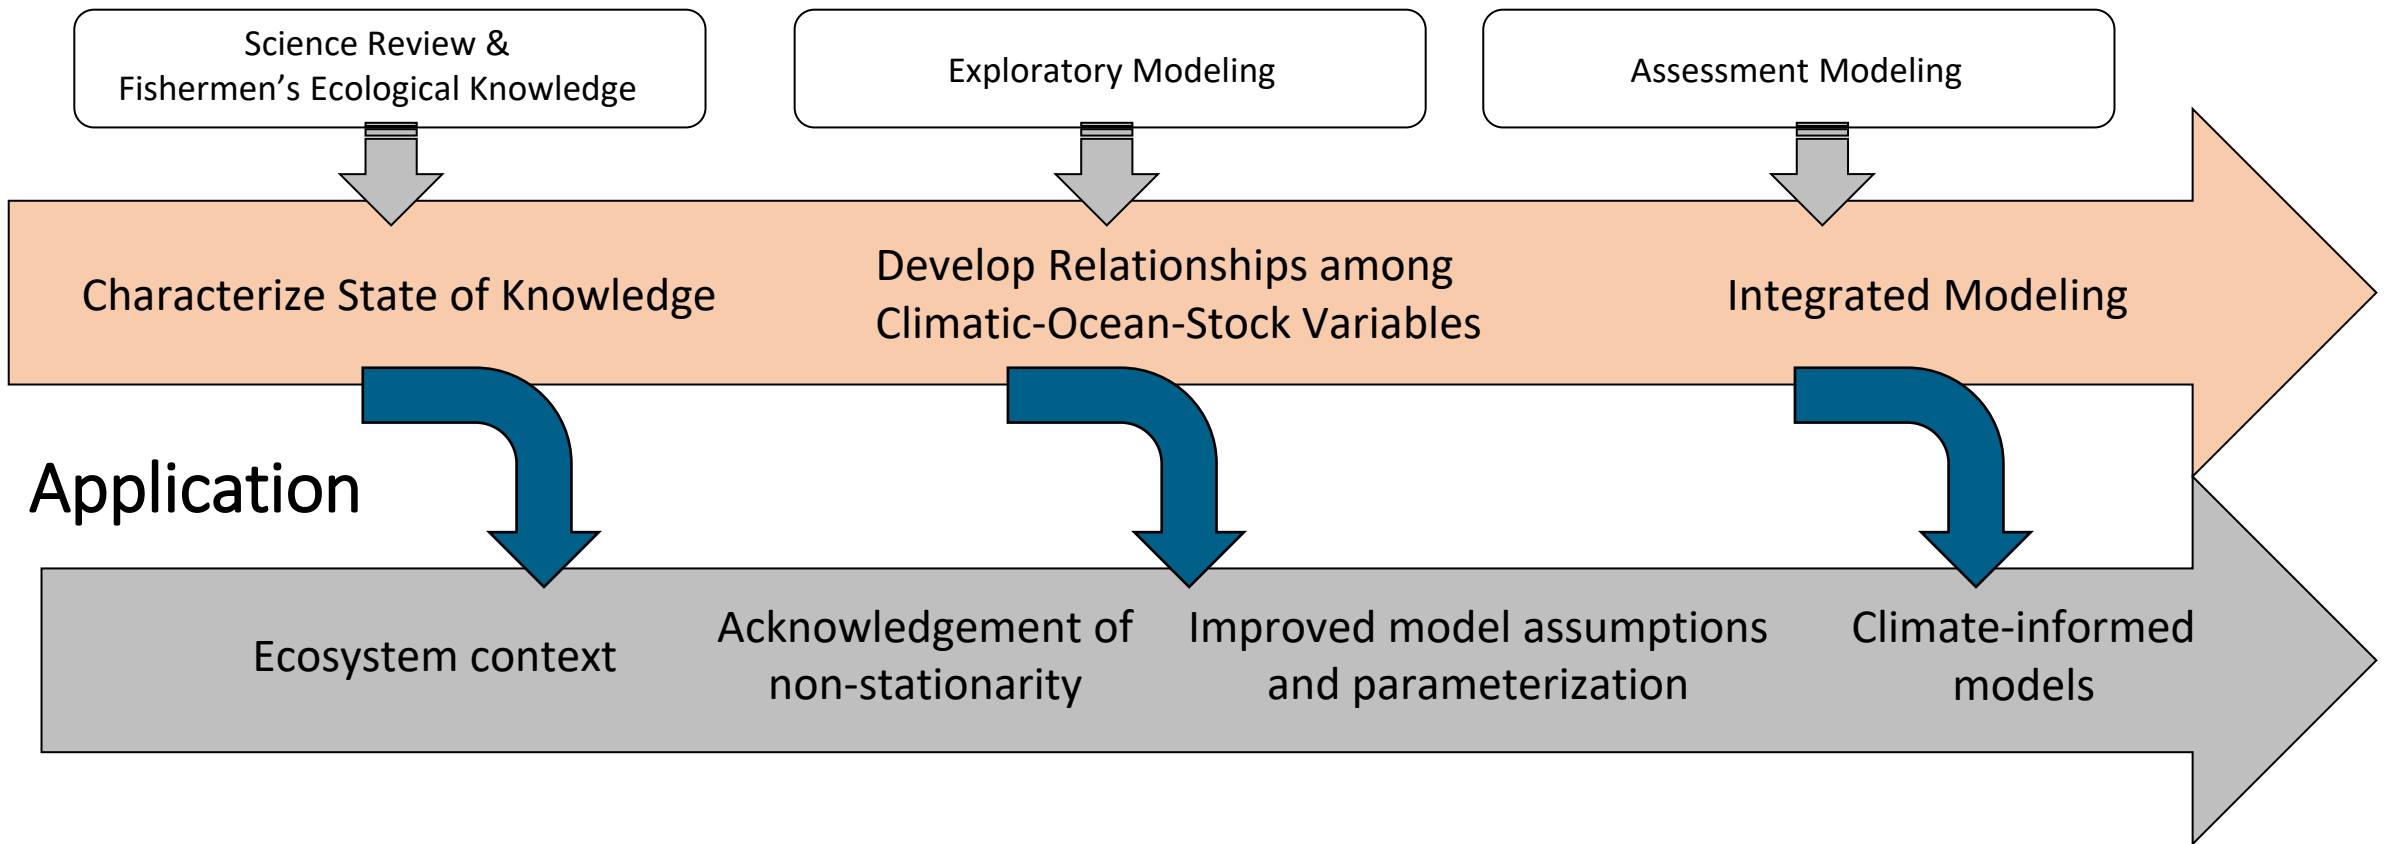 Science Review &
Fishermen’s Ecological Knowledge
Exploratory Modeling
Assessment Modeling
Characterize State of Knowledge
Develop Relationships among
Climatic-Ocean-Stock Variables
Integrated Modeling
Application
Ecosystem context
Acknowledgement of
non-stationarity
Improved model assumptions
and parameterization
Climate-informed
models